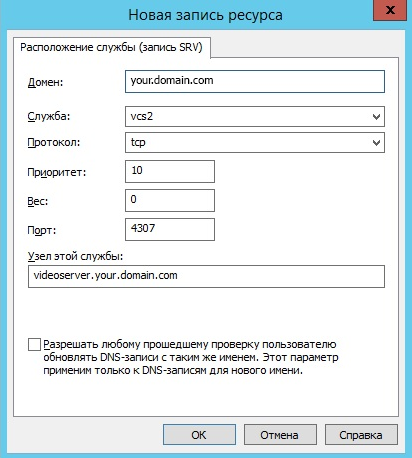 Новая запись ресурса
x
Расположение службы (запись SRV)
Домен: your.domain.com
Служба: vcs2
Протокол: tcp
Приоритет: 10
Вес: 0
Порт: 4307
Узел этой службы:
videoserver.your.domain.com
Разрешать любому прошедшему проверку пользователю
обновлять DNS-записи с таким же именем. Этот параметр
применим только к DNS-записям для нового имени.
OK Отмена Справка